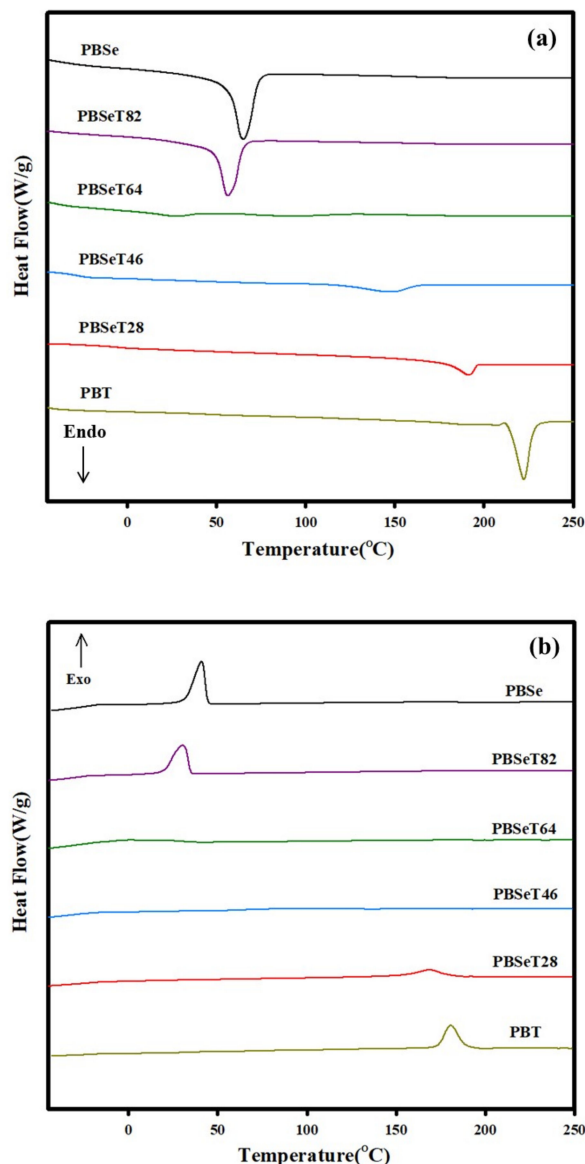 (a)
PBSe
PBSeT82
PBSeT64
PBSeT46
PBSeT28
PBT
Endo
Heat Flow(W/g)
0 50 100 150 200 250
Temperature(°C)
(b)
Exo
PBSe
PBSeT82
PBSeT64
PBSeT46
PBSeT28
PBT
Heat Flow(W/g)
0 50 100 150 200 250
Temperature(°C)